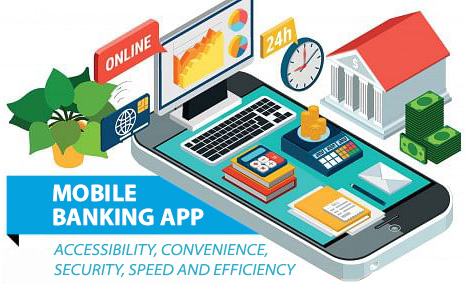 ONLINE
24h
$
MOBILE
BANKING APP
ACCESSIBILITY, CONVENIENCE,
SECURITY, SPEED AND EFFICIENCY